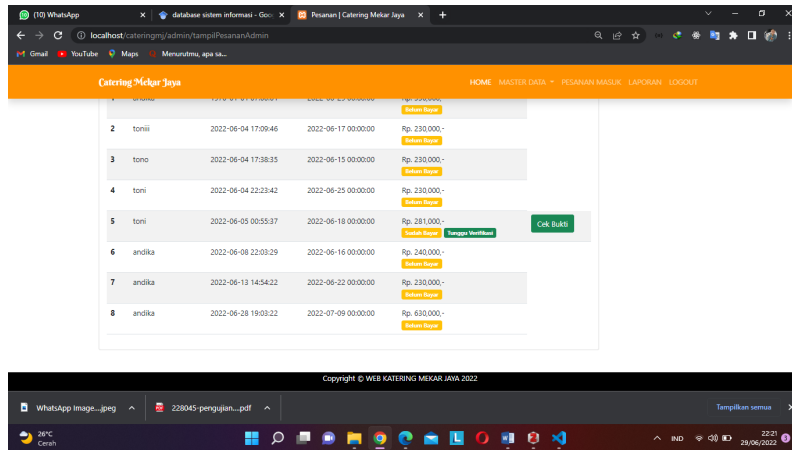 (10) WhatsApp
database sistem informasi - Goo
Pesanan | Catering Mekar Jaya
localhost/cateringmj/admin/tampilPesananAdmin
Gmail YouTube Maps Menurutmu, apa sa...
Catering Mekar Jaya HOME MASTER DATA PESANAN MASUK LAPORAN LOGOUT
2 toniii 2022-06-04 17:09:46 2022-06-17 00:00:00 Rp. 230,000,-
Belum Bayar
3 tono 2022-06-04 17:38:35 2022-06-15 00:00:00 Rp. 230,000,-
Belum Bayar
4 toni 2022-06-04 22:23:42 2022-06-25 00:00:00 Rp. 230,000,-
Belum Bayar
5 toni 2022-06-05 00:55:37 2022-06-18 00:00:00 Rp. 281,000,- Cek Bukti
Sudah Bayar Tunggu Verifikasi
6 andika 2022-06-08 22:03:29 2022-06-16 00:00:00 Rp. 240,000,-
Belum Bayar
7 andika 2022-06-13 14:54:22 2022-06-22 00:00:00 Rp. 230,000,-
Belum Bayar
8 andika 2022-06-28 19:03:22 2022-07-09 00:00:00 Rp. 630,000,-
Belum Bayar
Copyright © WEB KATERING MEKAR JAYA 2022
WhatsApp Image....jpeg 228045-pengujian-....pdf Tampilkan semua
26°C
Cerah
IND
22:21
29/06/2022